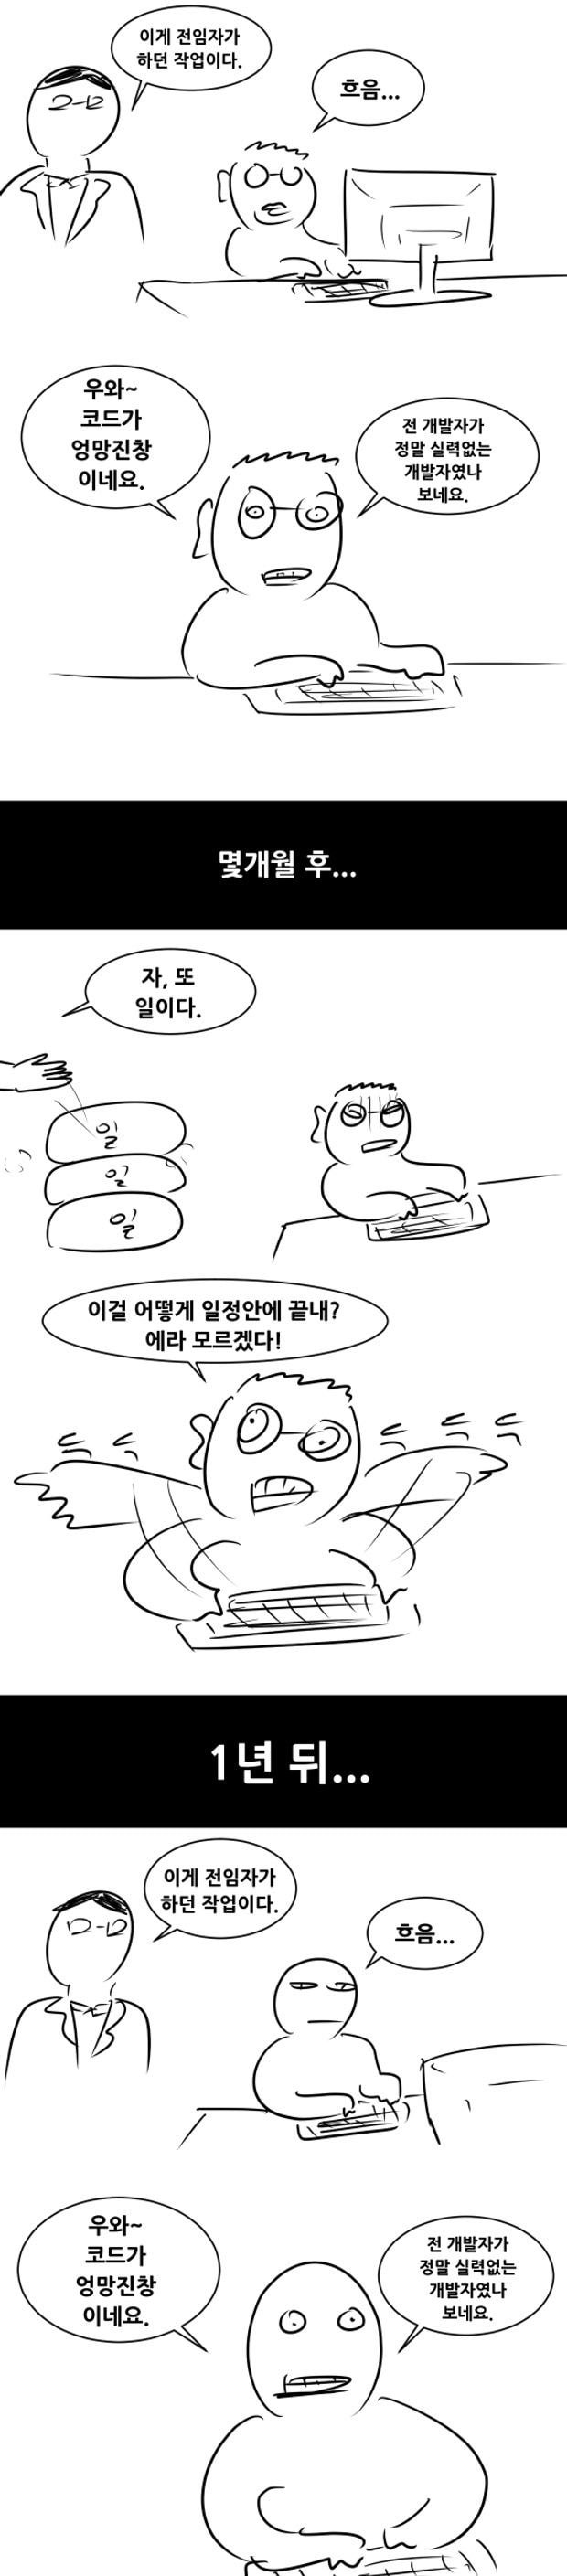 이게 전임자가
하던 작업이다.
흐음...
우와~
코드가
엉망진창
이네요.
전 개발자가
정말 실력없는
개발자였나
보네요.
몇개월 후...
자, 또
일이다.
일
일
일
이걸 어떻게 일정안에 끝내?
에라 모르겠다!
드 드
드 드 드
1년 뒤...
이게 전임자가
하던 작업이다.
흐음...
우와~
코드가
엉망진창
이네요.
전 개발자가
정말 실력없는
개발자였나
보네요.